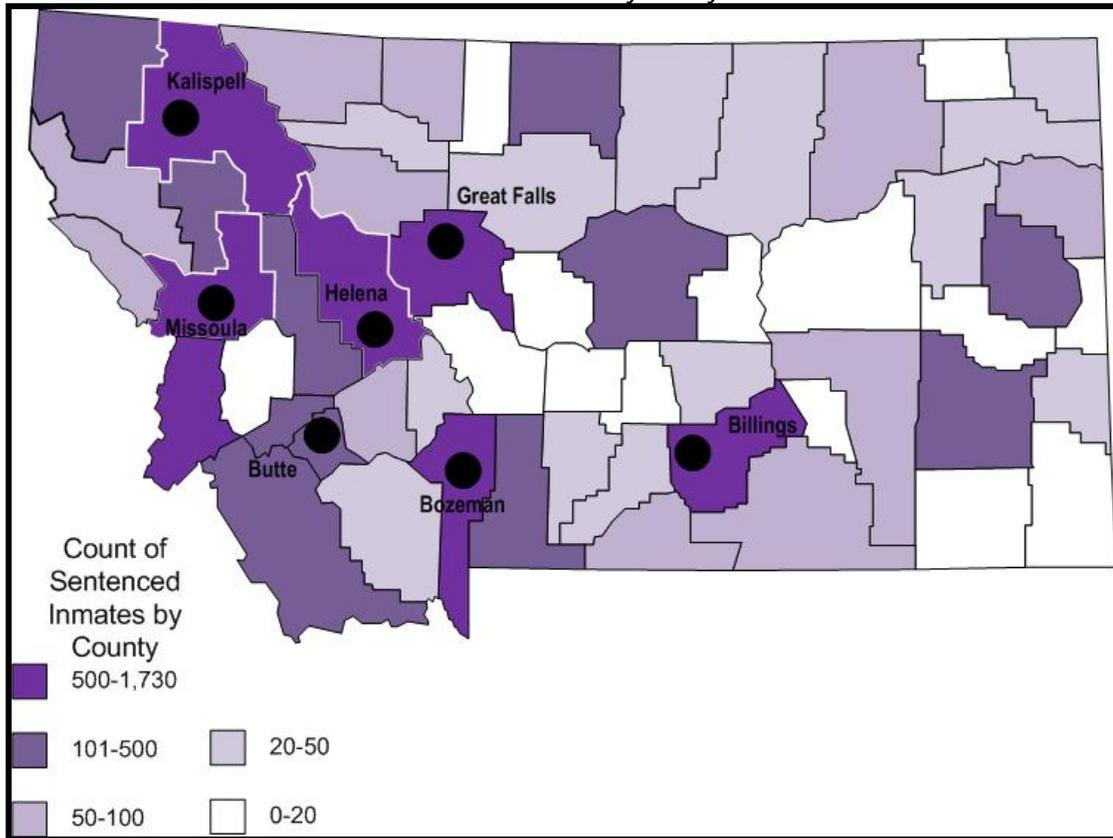 Kalispell
Great Falls
Helena
Missoula
Billings
Butte
Bozeman
Count of
Sentenced
Inmates by
County
500-1,730
101-500
20-50
50-100
0-20